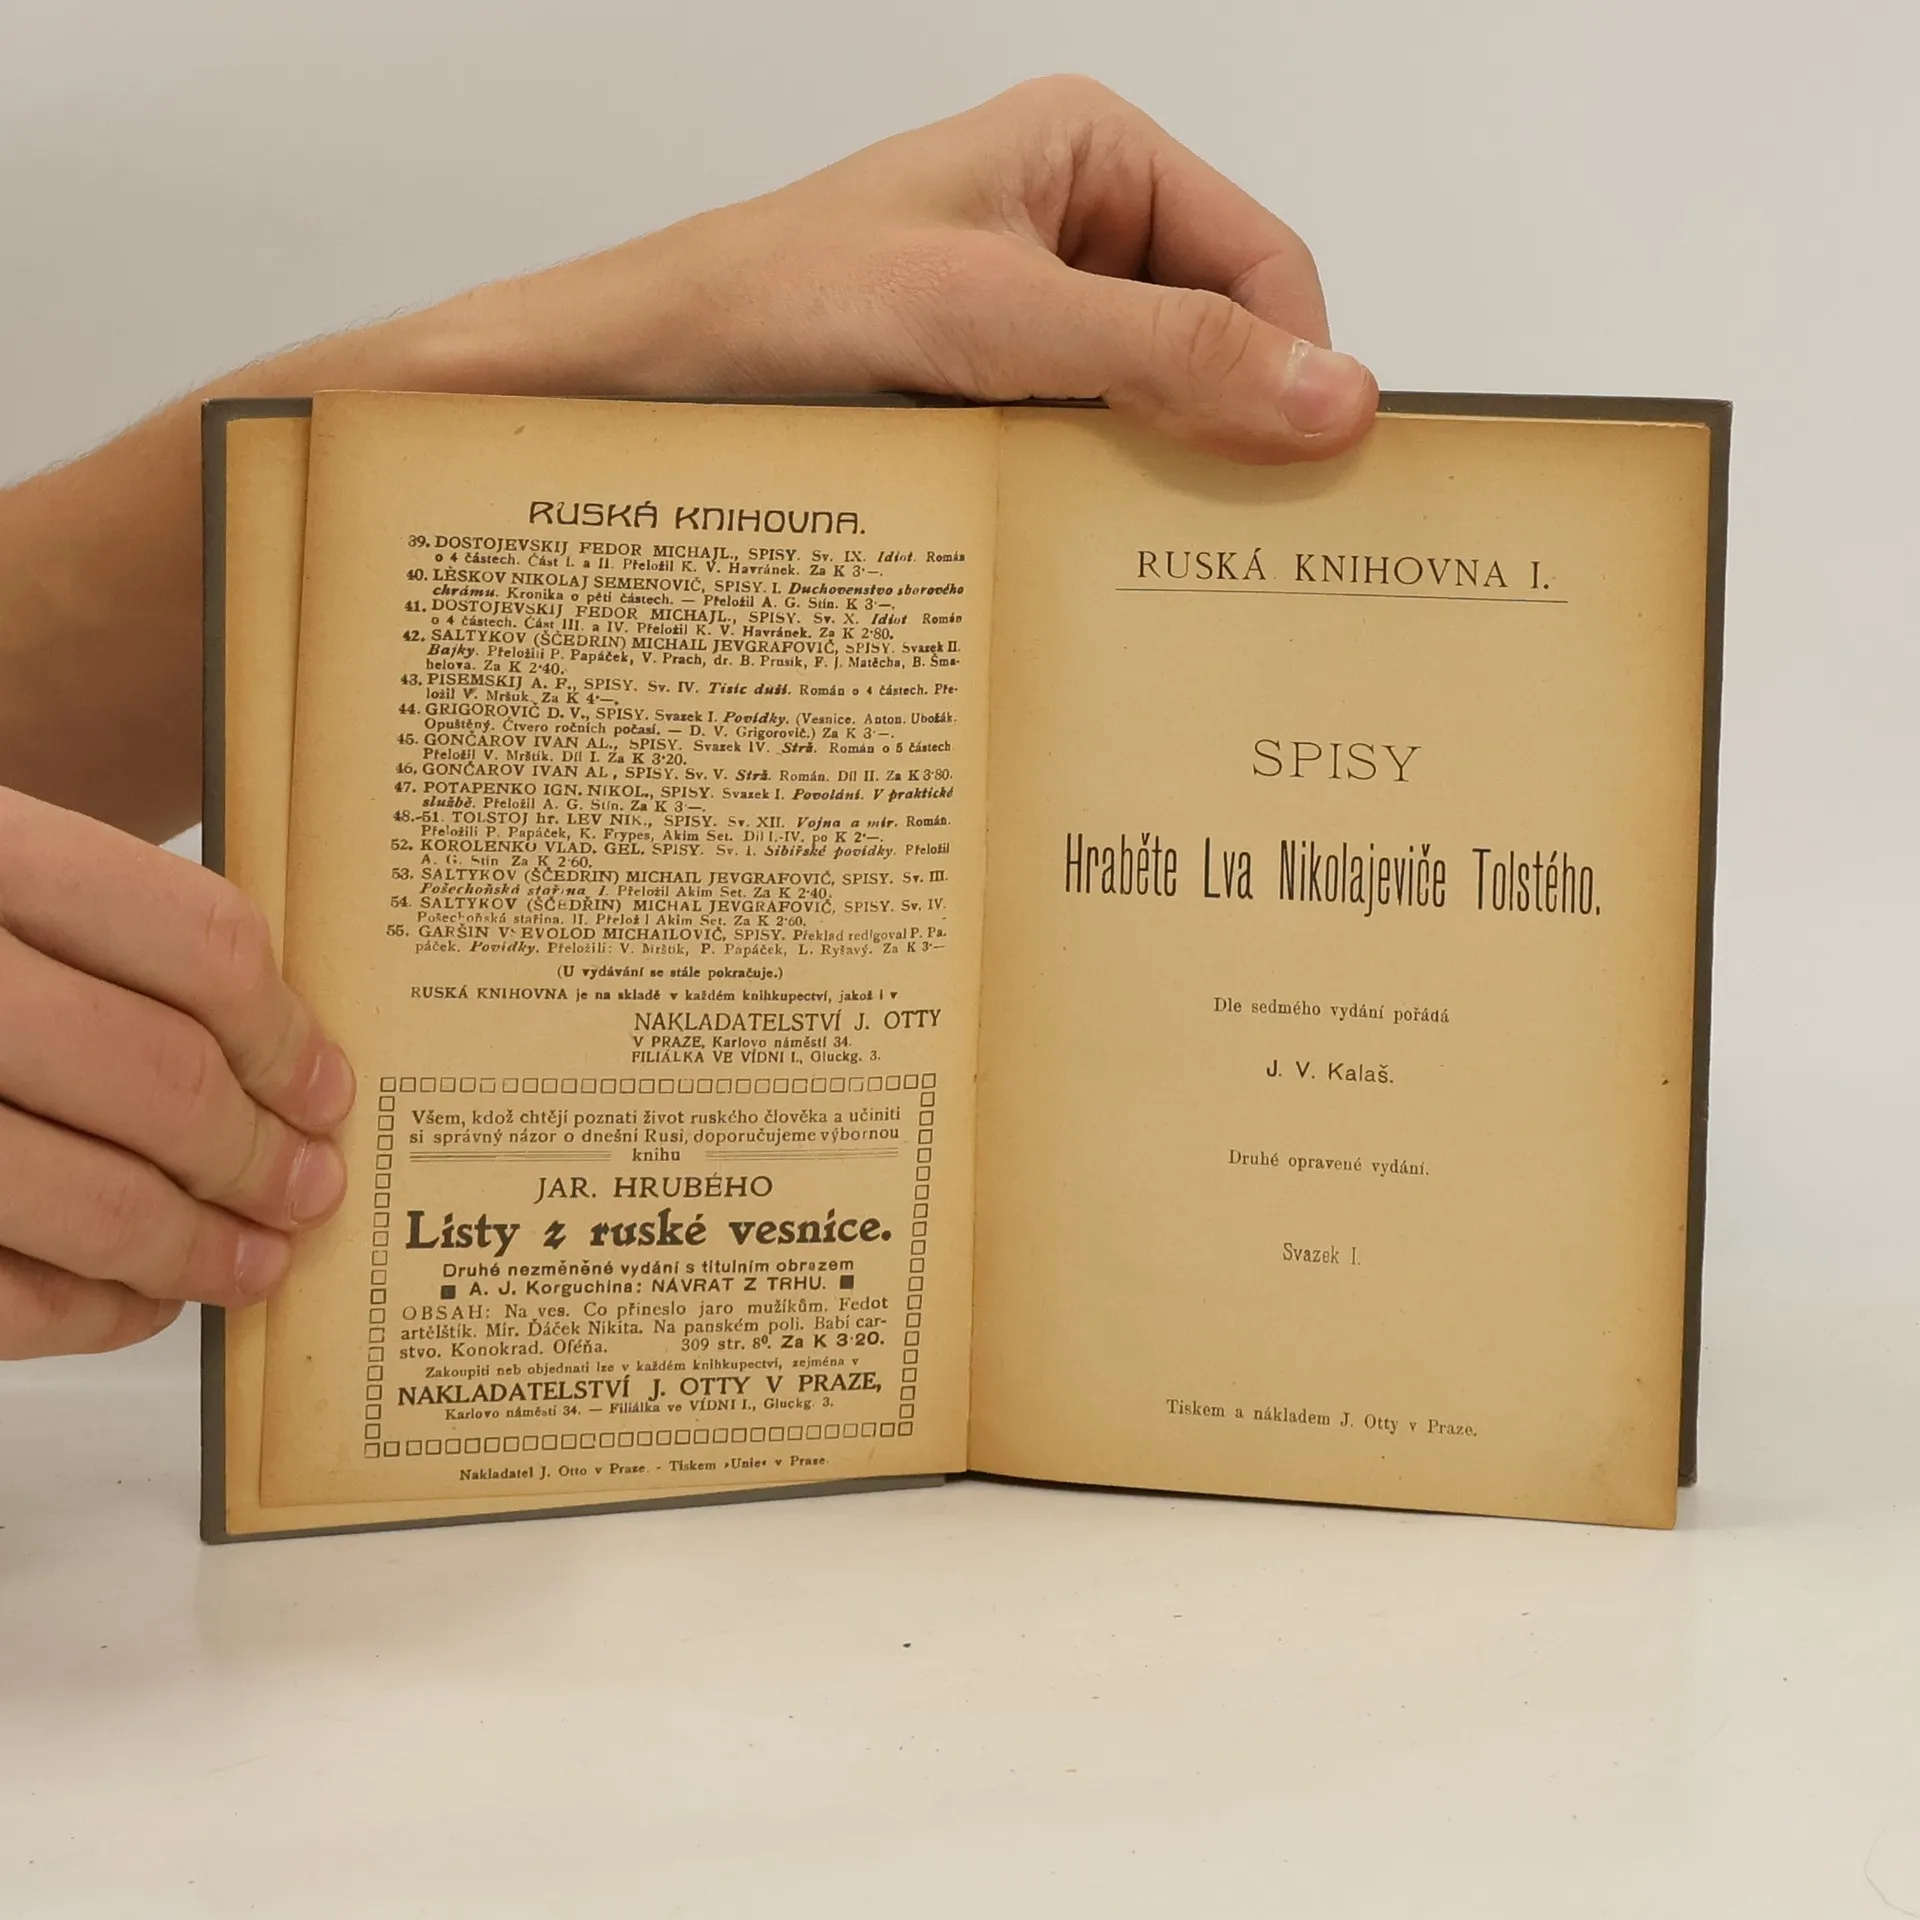 RUSKÁ KNIHOVNA.
39. DOSTOJEVSKIJ FEDOR MICHAJL., SPISY. Sv. IX. Idiot. Román
o 4 částech. Část I. a II. Přeložil K. V. Havránek. Za K 3·—.
40. LĚSKOV NIKOLAJ SEMENOVIČ, SPISY. I. Duchovenstvo sborového
chrámu. Kronika o pěti částech. — Přeložil A. G. Stín. K 3·—.
41. DOSTOJEVSKIJ FEDOR MICHAJL., SPISY. Sv. X. Idiot Román
o 4 částech. Část III. a IV. Přeložil K. V. Havránek. Za K 2·80.
42. SALTYKOV (ŠČEDRIN) MICHAIL JEVGRAFOVIČ, SPISY. Svazek II.
Bajky. Přeložili P. Papáček, V. Prach, dr. B. Prusík, F. J. Matěcha, B. Šma-
helova. Za K 2·40.
43. PISEMSKIJ A. F., SPISY. Sv. IV. Tisíc duší. Román o 4 částech. Pře-
ložil V. Mrštík. Za K 4·—.
44. GRIGOROVIČ D. V., SPISY. Svazek I. Povídky. (Vesnice. Anton. Ubožák.
Opuštěný. Čtvero ročních počasí. — D. V. Grigorovič.) Za K 3·—.
45. GONČAROV IVAN AL., SPISY. Svazek IV. Strž. Román o 5 částech
Přeložil V. Mrštík. Díl I. Za K 3·20.
46. GONČAROV IVAN AL, SPISY. Sv. V. Strž. Román. Díl II. Za K 3·80.
47. POTAPENKO IGN. NIKOL., SPISY. Svazek I. Povolání. V praktické
službě. Přeložil A. G. Stín. Za K 3·—.
48.-51. TOLSTOJ hr. LEV NIK., SPISY. Sv. XII. Vojna a mír. Román.
Přeložili P. Papáček, K. Frypes, Akim Set. Díl I.-IV. po K 2·—.
52. KOROLENKO VLAD. GEL. SPISY. Sv. I. Sibiřské povídky. Přeložil
A. G. Stín Za K 2·60.
53. SALTYKOV (ŠČEDRIN) MICHAIL JEVGRAFOVIČ, SPISY. Sv. III.
Pošechoňská stařina I. Přeložil Akim Set. Za K 2·40.
54. SALTYKOV (ŠČEDŘIN) MICHAL JEVGRAFOVIČ, SPISY. Sv. IV.
Pošechoňská stařina. II. Přelož l Akim Set. Za K 2·60.
55. GARŠIN VSEVOLOD MICHAILOVIČ, SPISY. Překlad redigoval P. Pa-
páček. Povídky. Přeložili: V. Mrštík, P. Papáček, L. Ryšavý. Za K 3·—
(U vydávání se stále pokračuje.)
RUSKÁ KNIHOVNA je na skladě v každém knihkupectví, jakož i v
NAKLADATELSTVÍ J. OTTY
V PRAZE, Karlovo náměstí 34.
FILIÁLKA VE VÍDNI I., Gluckg. 3.
Všem, kdož chtějí poznati život ruského člověka a učiniti
si správný názor o dnešní Rusi, doporučujeme výbornou
knihu
JAR. HRUBÉHO
Listy z ruské vesnice.
Druhé nezměněné vydání s titulním obrazem
A. J. Korguchina: NÁVRAT Z TRHU.
OBSAH: Na ves. Co přineslo jaro mužíkům. Fedot
artělštík. Mir. Ďáček Nikita. Na panském poli. Babí car-
stvo. Konokrad. Oféňa. 309 str. 8⁰. Za K 3·20.
Zakoupiti neb objednati lze v každém knihkupectví, zejména v
NAKLADATELSTVÍ J. OTTY V PRAZE,
Karlovo náměstí 34. — Filiálka ve VÍDNI I., Gluckg. 3.
Nakladatel J. Otto v Praze. - Tiskem »Unie« v Praze.
RUSKÁ KNIHOVNA I.
SPISY
Hraběte Lva Nikolajeviče Tolstého.
Dle sedmého vydání pořádá
J. V. Kalaš.
Druhé opravené vydání.
Svazek I.
Tiskem a nákladem J. Otty v Praze.